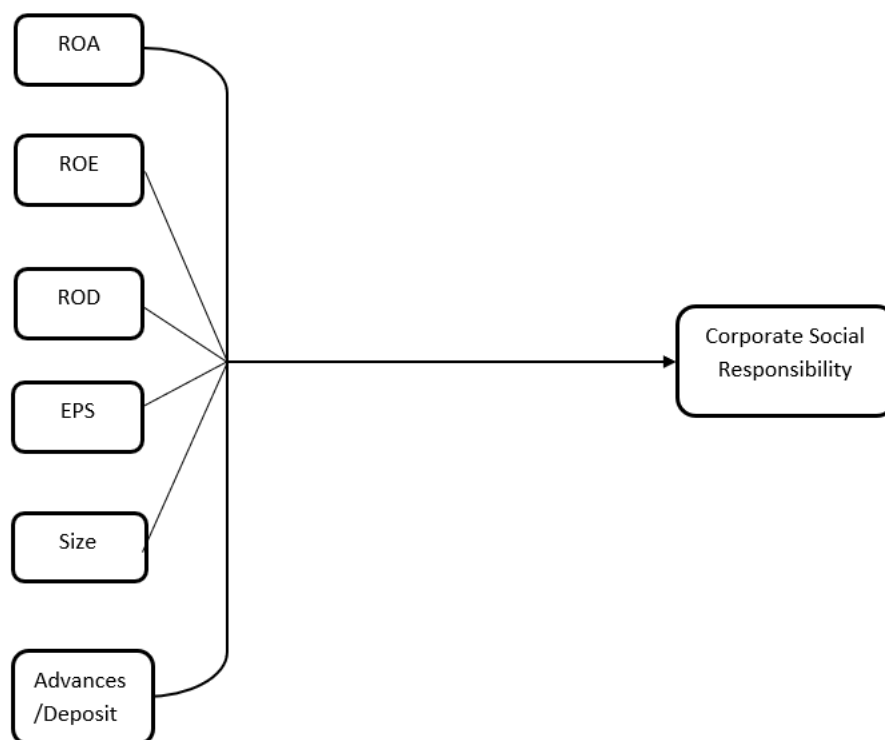 ROA
ROE
ROD
EPS
Size
Advances
/Deposit
Corporate Social
Responsibility